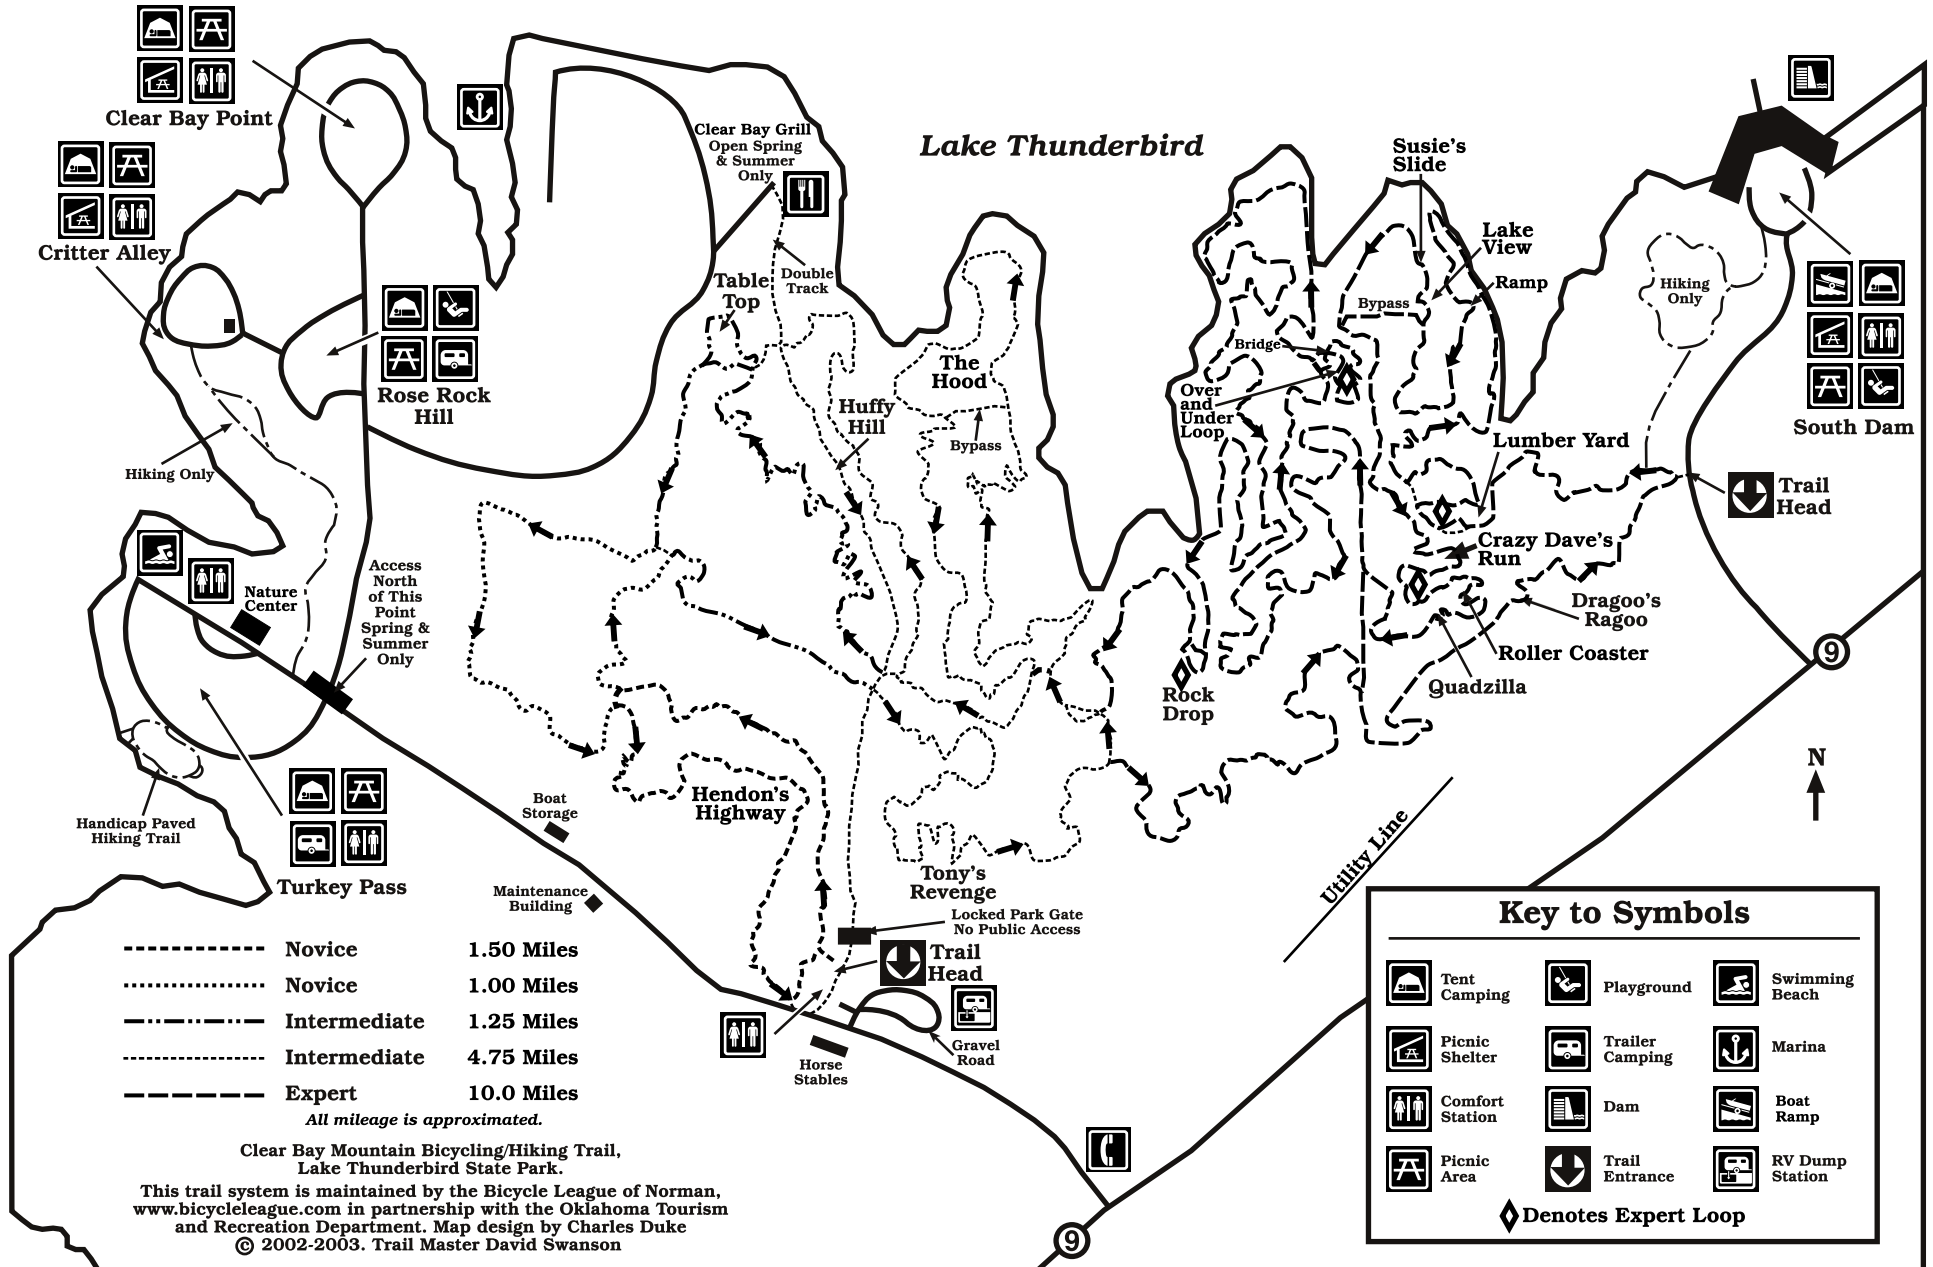 Clear Bay Point
Critter Alley
Rose Rock
Hill
Hiking Only
Nature
Center
Access
North
of This
Point
Spring &
Summer
Only
Handicap Paved
Hiking Trail
Turkey Pass
Clear Bay Grill
Open Spring
& Summer
Only
Double
Track
Table
Top
Lake Thunderbird
The
Hood
Huffy
Hill
Bypass
Susie's
Slide
Lake
View
Ramp
Bypass
Bridge
Over
and
Under
Loop
Hiking
Only
South Dam
Lumber Yard
Trail
Head
Crazy Dave's
Run
Dragoo's
Ragoo
Roller Coaster
Quadzilla
Rock
Drop
9
N
Hendon's
Highway
Boat
Storage
Maintenance
Building
Tony's
Revenge
Locked Park Gate
No Public Access
Trail
Head
Gravel
Road
Horse
Stables
Utility Line
9
Novice 1.50 Miles
Novice 1.00 Miles
Intermediate 1.25 Miles
Intermediate 4.75 Miles
Expert 10.0 Miles
All mileage is approximated.
Clear Bay Mountain Bicycling/Hiking Trail,
Lake Thunderbird State Park.
This trail system is maintained by the Bicycle League of Norman,
www.bicycleleague.com in partnership with the Oklahoma Tourism
and Recreation Department. Map design by Charles Duke
© 2002-2003. Trail Master David Swanson
Key to Symbols
Tent
Camping
Playground
Swimming
Beach
Picnic
Shelter
Trailer
Camping
Marina
Comfort
Station
Dam
Boat
Ramp
Picnic
Area
Trail
Entrance
RV Dump
Station
Denotes Expert Loop